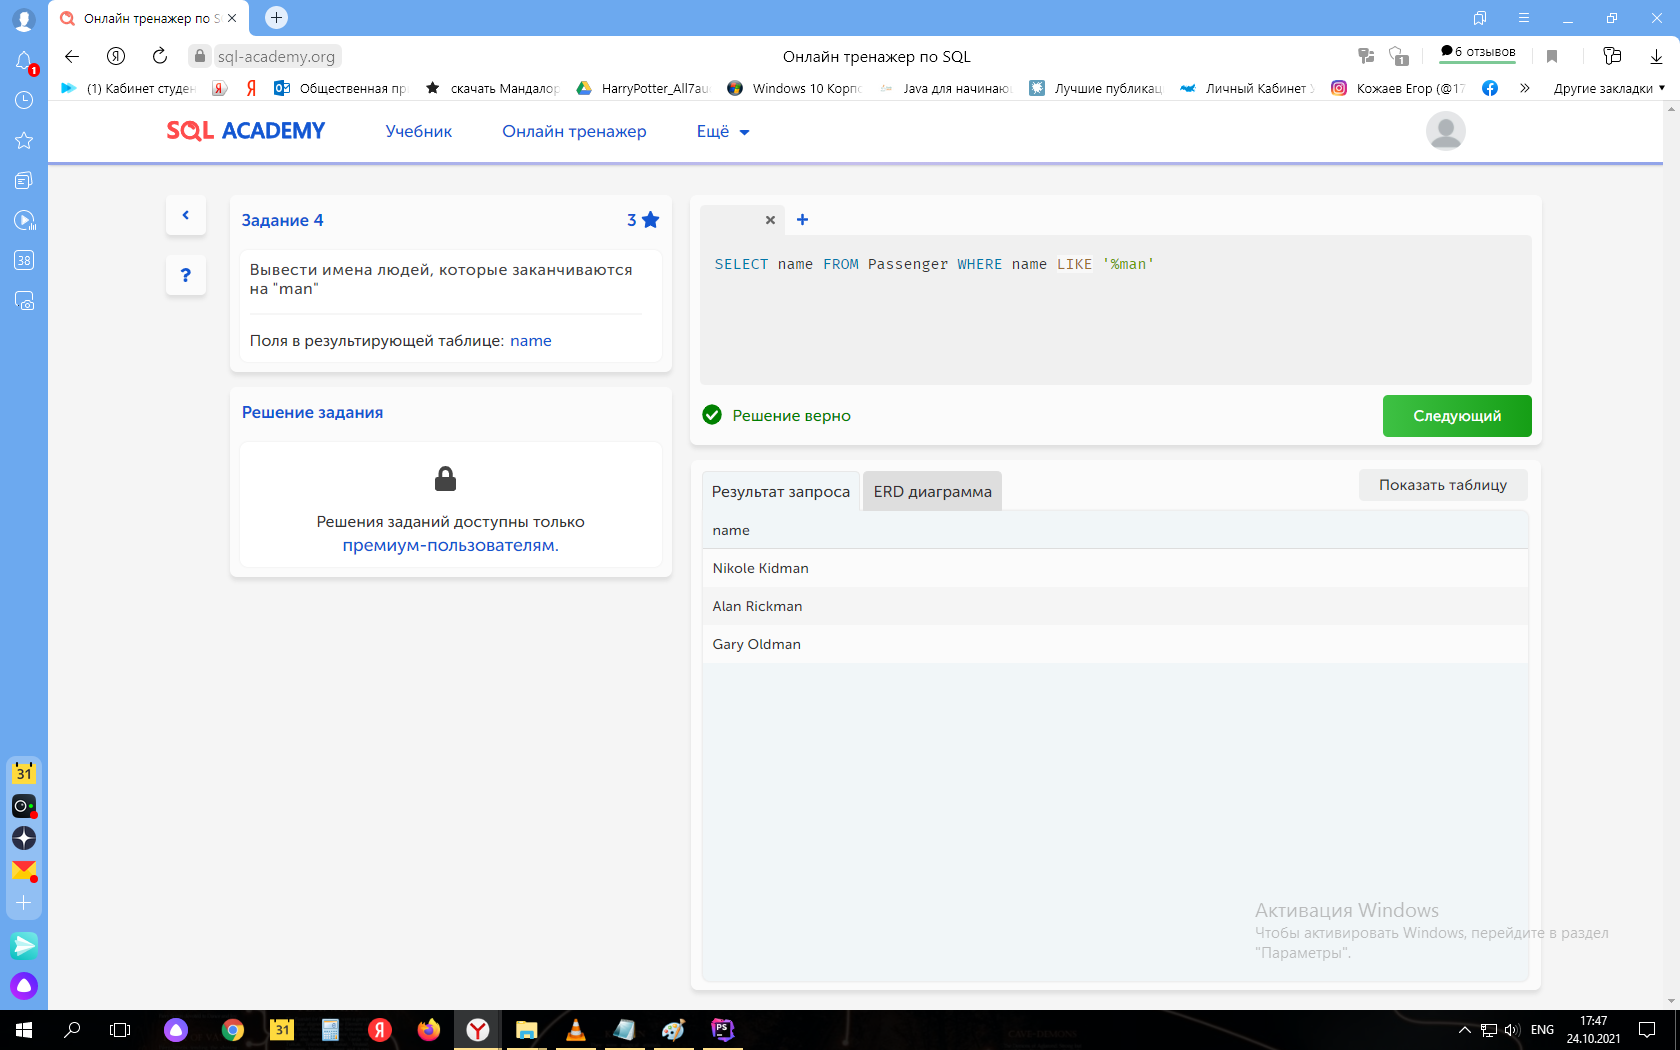 Онлайн тренажер по S
1
sql-academy.org
Онлайн тренажер по SQL
1
6 отзывов
(1) Кабинет студен
Общественная пр
скачать Мандалор
HarryPotter_All7au
Windows 10 Корпо
Java для начинаю
Лучшие публикац
Личный Кабинет
Кожаев Егор (@17
Другие закладки
SQL ACADEMY
Учебник
Онлайн тренажер
Ещё
Задание 4
3
Вывести имена людей, которые заканчиваются
на "man"
Поля в результирующей таблице: name
Решение задания
Решения заданий доступны только
премиум-пользователям.
SELECT name FROM Passenger WHERE name LIKE '%man'
Решение верно
Следующий
Результат запроса
ERD диаграмма
Показать таблицу
name
Nikole Kidman
Alan Rickman
Gary Oldman
Активация Windows
Чтобы активировать Windows, перейдите в раздел
"Параметры".
38
31
31
Я
PS
ENG
17:47
24.10.2021